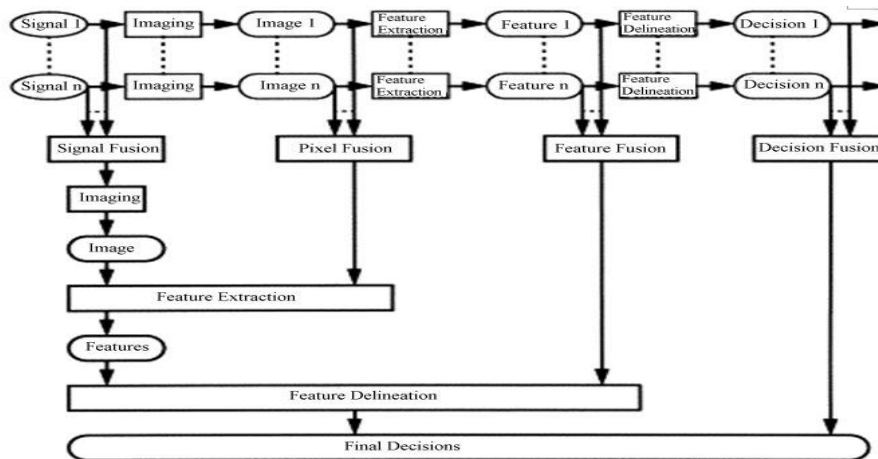 Signal 1 Imaging Image 1 Feature Extraction Feature 1 Feature Delineation Decision 1
Signal n Imaging Image n Feature Extraction Feature n Feature Delineation Decision n
Signal Fusion Pixel Fusion Feature Fusion Decision Fusion
Imaging
Image
Feature Extraction
Features
Feature Delineation
Final Decisions